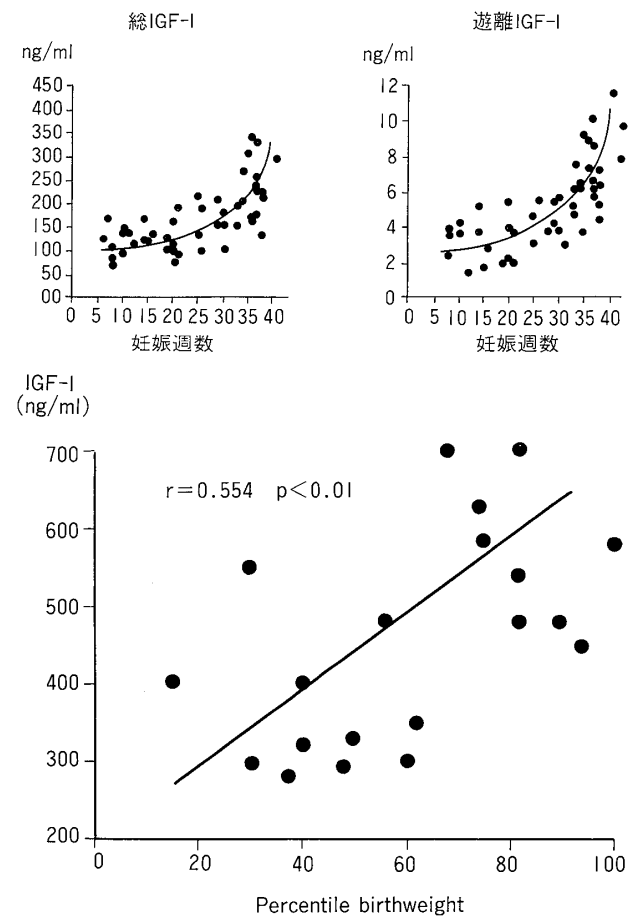 総IGF-I
ng/ml
450
400
350
300
250
200
150
100
50
00
0 5 10 15 20 25 30 35 40
妊娠週数
遊離IGF-I
ng/ml
12
10
8
6
4
2
0
0 5 10 15 20 25 30 35 40
妊娠週数
IGF-I
(ng/ml)
700
600
500
400
300
200
r=0.554 p<0.01
0 20 40 60 80 100
Percentile birthweight